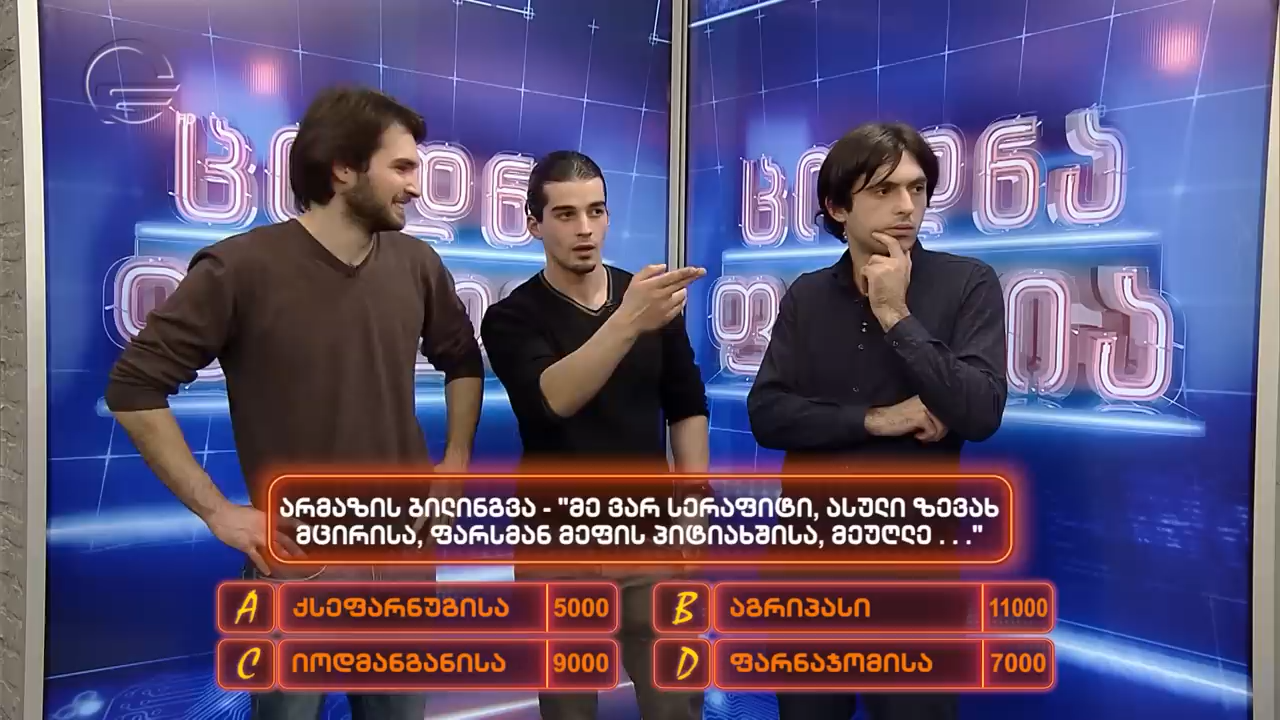 ცოდნა
არმაზის ბილინგვა - "მე ვარ სერაფიტი, ასული ზევახ
მცირისა, ფარსმან მეფის პიტიახშისა, მეუღლე . . ."
A ქსეფარნუგისა 5000
B აგრიპასი 11000
C იოდმანგანისა 9000
D ფარნაჯომისა 7000